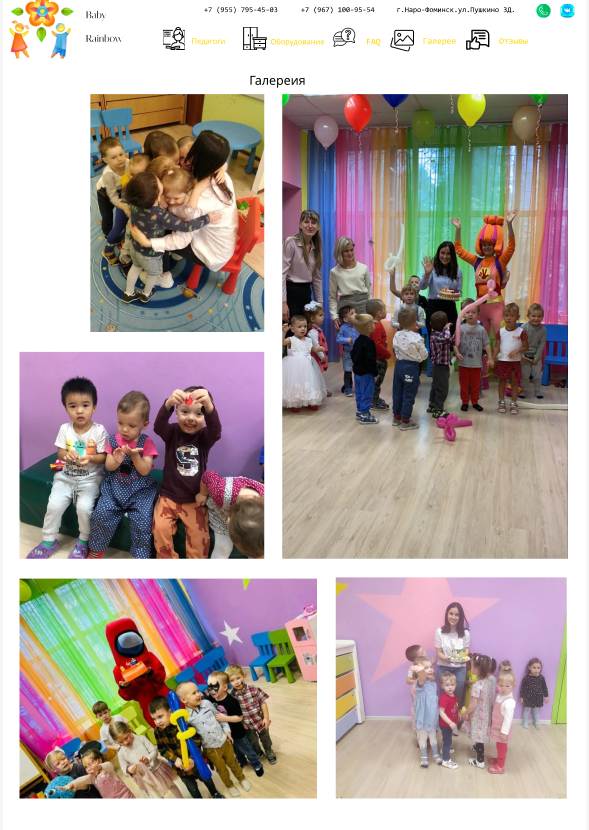 Baby
Rainbow
+7 (955) 795-45-03
+7 (967) 100-95-54
г.Наро-Фоминск.ул.Пушкино 3Д.
Педагоги
Оборудование
FAQ
Галерея
Отзывы
Галереия
S